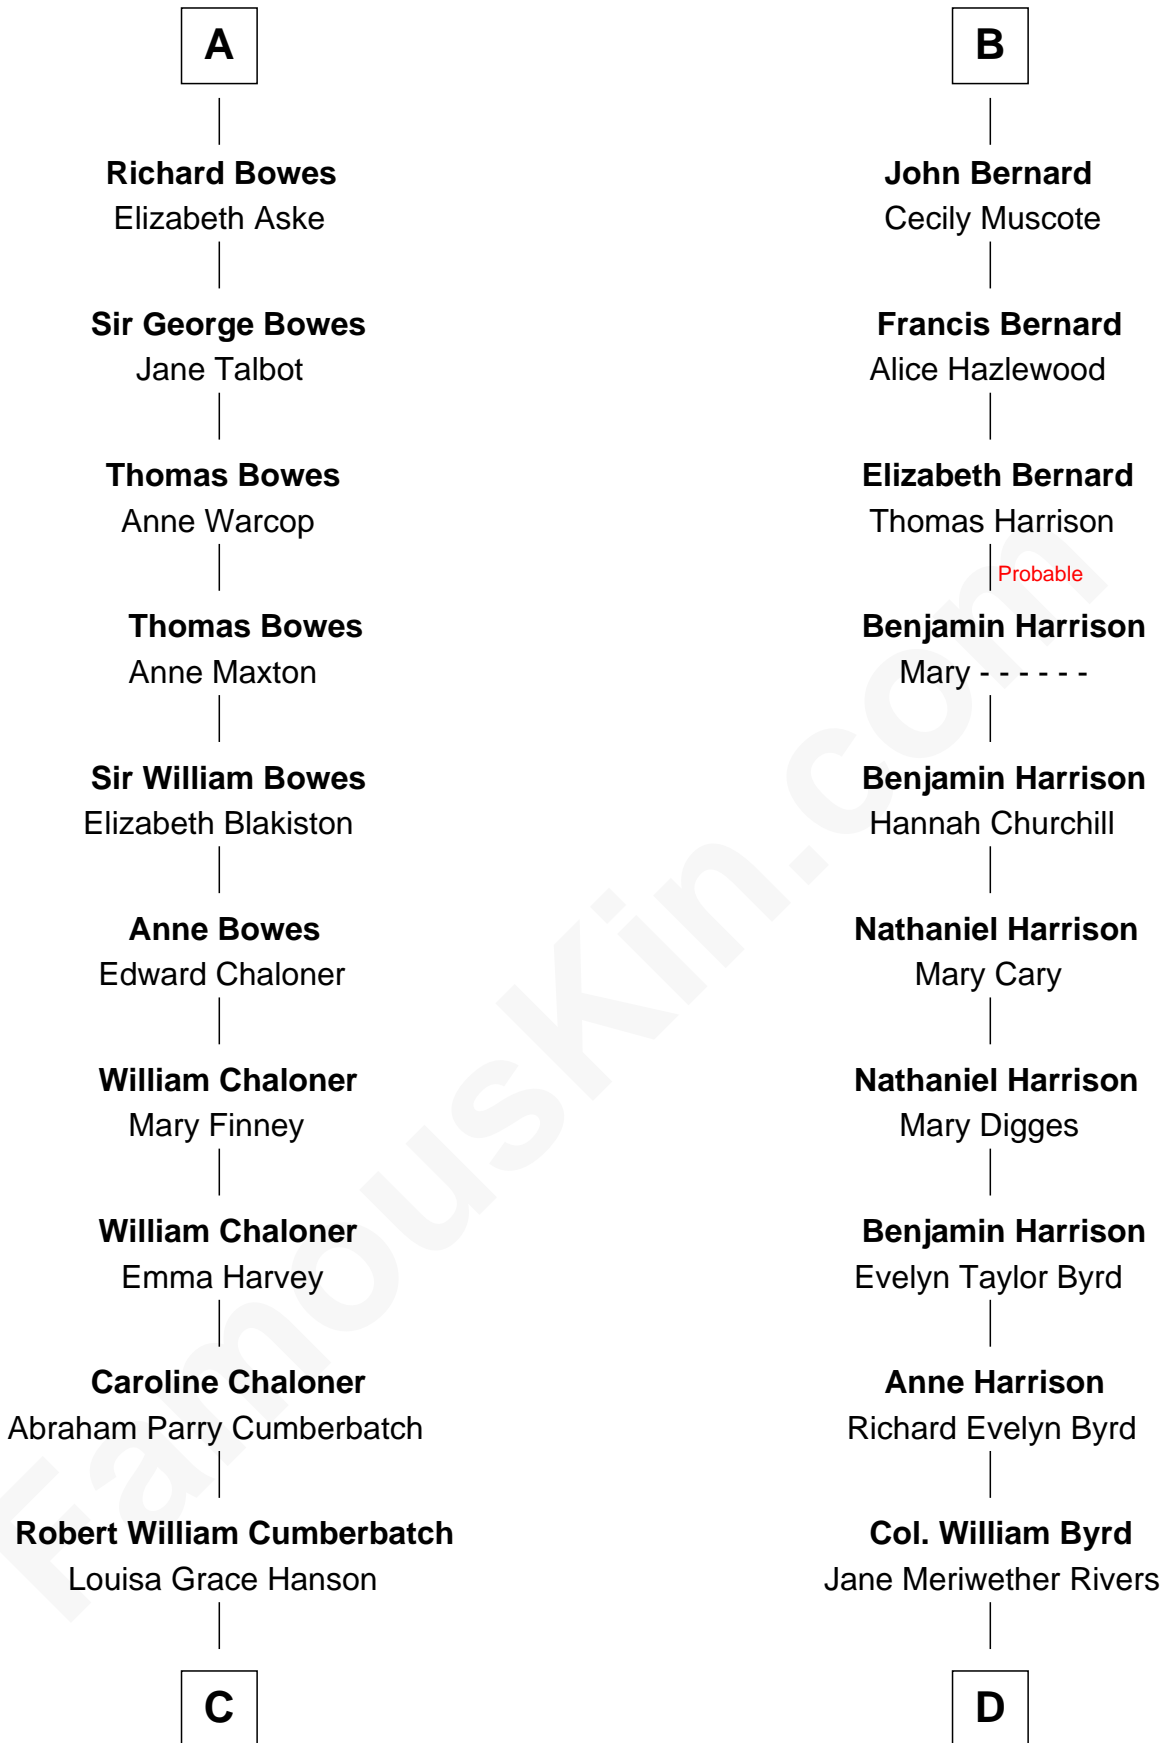 A
Richard Bowes
Elizabeth Aske
Sir George Bowes
Jane Talbot
Thomas Bowes
Anne Warcop
Thomas Bowes
Anne Maxton
Sir William Bowes
Elizabeth Blakiston
Anne Bowes
Edward Chaloner
William Chaloner
Mary Finney
William Chaloner
Emma Harvey
Caroline Chaloner
Abraham Parry Cumberbatch
Robert William Cumberbatch
Louisa Grace Hanson
C
B
John Bernard
Cecily Muscote
Francis Bernard
Alice Hazlewood
Elizabeth Bernard
Thomas Harrison
Probable
Benjamin Harrison
Mary - - - - - -
Benjamin Harrison
Hannah Churchill
Nathaniel Harrison
Mary Cary
Nathaniel Harrison
Mary Digges
Benjamin Harrison
Evelyn Taylor Byrd
Anne Harrison
Richard Evelyn Byrd
Col. William Byrd
Jane Meriwether Rivers
D
FamousKin.com